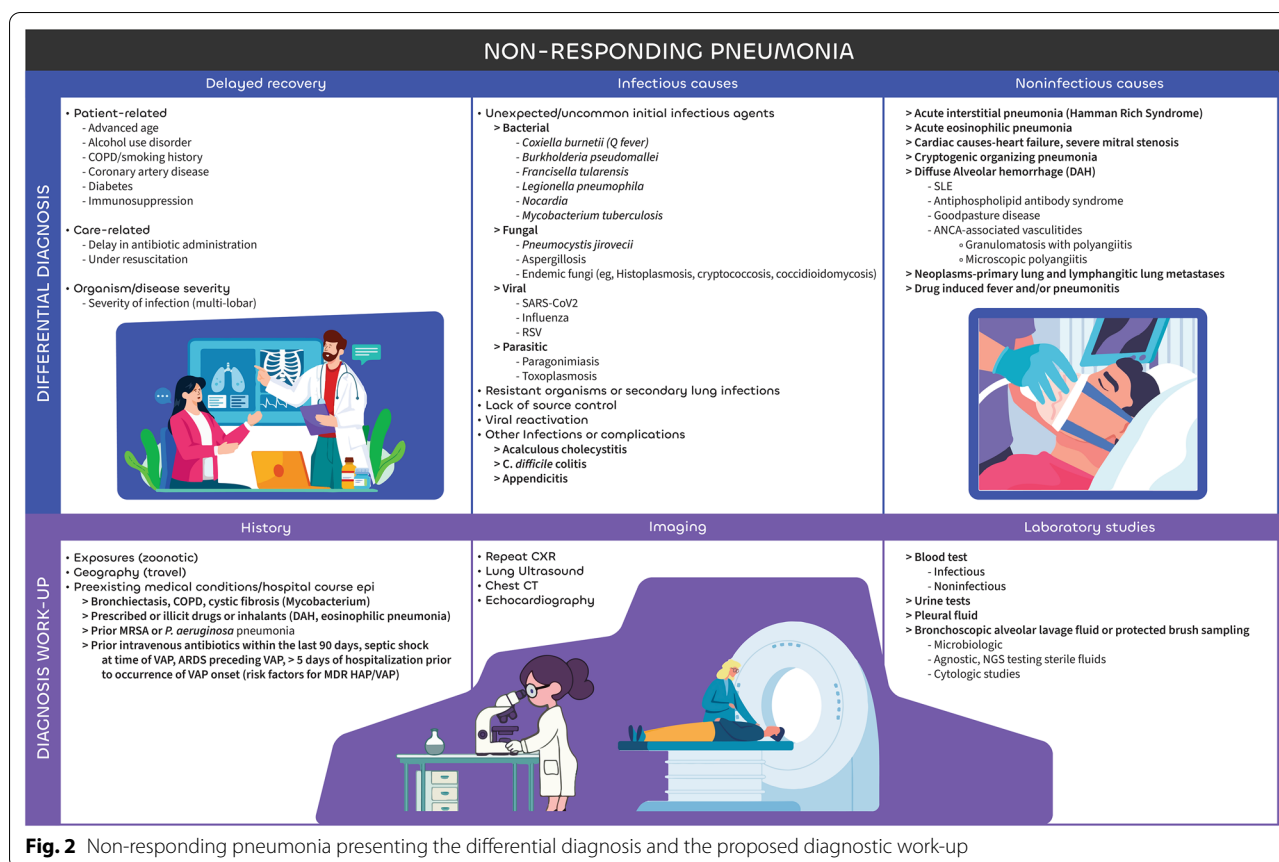 NON-RESPONDING PNEUMONIA
DIFFERENTIAL DIAGNOSIS
Delayed recovery
• Patient-related
- Advanced age
- Alcohol use disorder
- COPD/smoking history
- Coronary artery disease
- Diabetes
- Immunosuppression
• Care-related
- Delay in antibiotic administration
- Under resuscitation
• Organism/disease severity
- Severity of infection (multi-lobar)
Infectious causes
• Unexpected/uncommon initial infectious agents
> Bacterial
- Coxiella burnetii (Q fever)
- Burkholderia pseudomallei
- Francisella tularensis
- Legionella pneumophila
- Nocardia
- Mycobacterium tuberculosis
> Fungal
- Pneumocystis jirovecii
- Aspergillosis
- Endemic fungi (eg, Histoplasmosis, cryptococcosis, coccidioidomycosis)
> Viral
- SARS-CoV2
- Influenza
- RSV
> Parasitic
- Paragonimiasis
- Toxoplasmosis
• Resistant organisms or secondary lung infections
• Lack of source control
• Viral reactivation
• Other Infections or complications
> Acalculous cholecystitis
> C. difficile colitis
> Appendicitis
Noninfectious causes
> Acute interstitial pneumonia (Hamman Rich Syndrome)
> Acute eosinophilic pneumonia
> Cardiac causes-heart failure, severe mitral stenosis
> Cryptogenic organizing pneumonia
> Diffuse Alveolar hemorrhage (DAH)
- SLE
- Antiphospholipid antibody syndrome
- Goodpasture disease
- ANCA-associated vasculitides
° Granulomatosis with polyangiitis
° Microscopic polyangiitis
> Neoplasms-primary lung and lymphangitic lung metastases
> Drug induced fever and/or pneumonitis
DIAGNOSIS WORK-UP
History
• Exposures (zoonotic)
• Geography (travel)
• Preexisting medical conditions/hospital course epi
> Bronchiectasis, COPD, cystic fibrosis (Mycobacterium)
> Prescribed or illicit drugs or inhalants (DAH, eosinophilic pneumonia)
> Prior MRSA or P. aeruginosa pneumonia
> Prior intravenous antibiotics within the last 90 days, septic shock
at time of VAP, ARDS preceding VAP, > 5 days of hospitalization prior
to occurrence of VAP onset (risk factors for MDR HAP/VAP)
Imaging
• Repeat CXR
• Lung Ultrasound
• Chest CT
• Echocardiography
Laboratory studies
> Blood test
- Infectious
- Noninfectious
> Urine tests
> Pleural fluid
> Bronchoscopic alveolar lavage fluid or protected brush sampling
- Microbiologic
- Agnostic, NGS testing sterile fluids
- Cytologic studies
Fig. 2 Non-responding pneumonia presenting the differential diagnosis and the proposed diagnostic work-up